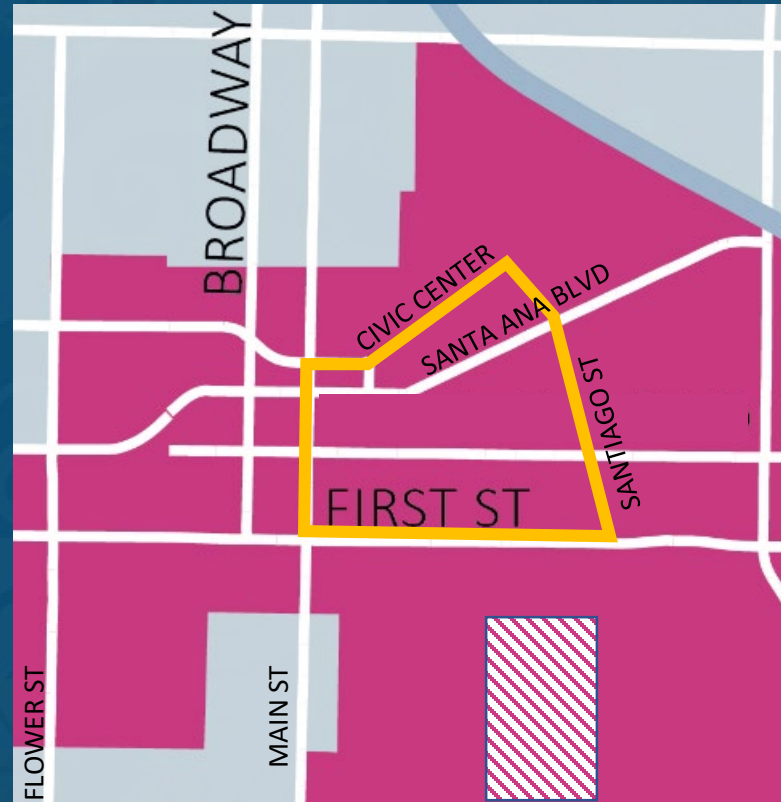 BROADWAY
CIVIC CENTER
SANTA ANA BLVD
SANTIAGO ST
FIRST ST
FLOWER ST
MAIN ST